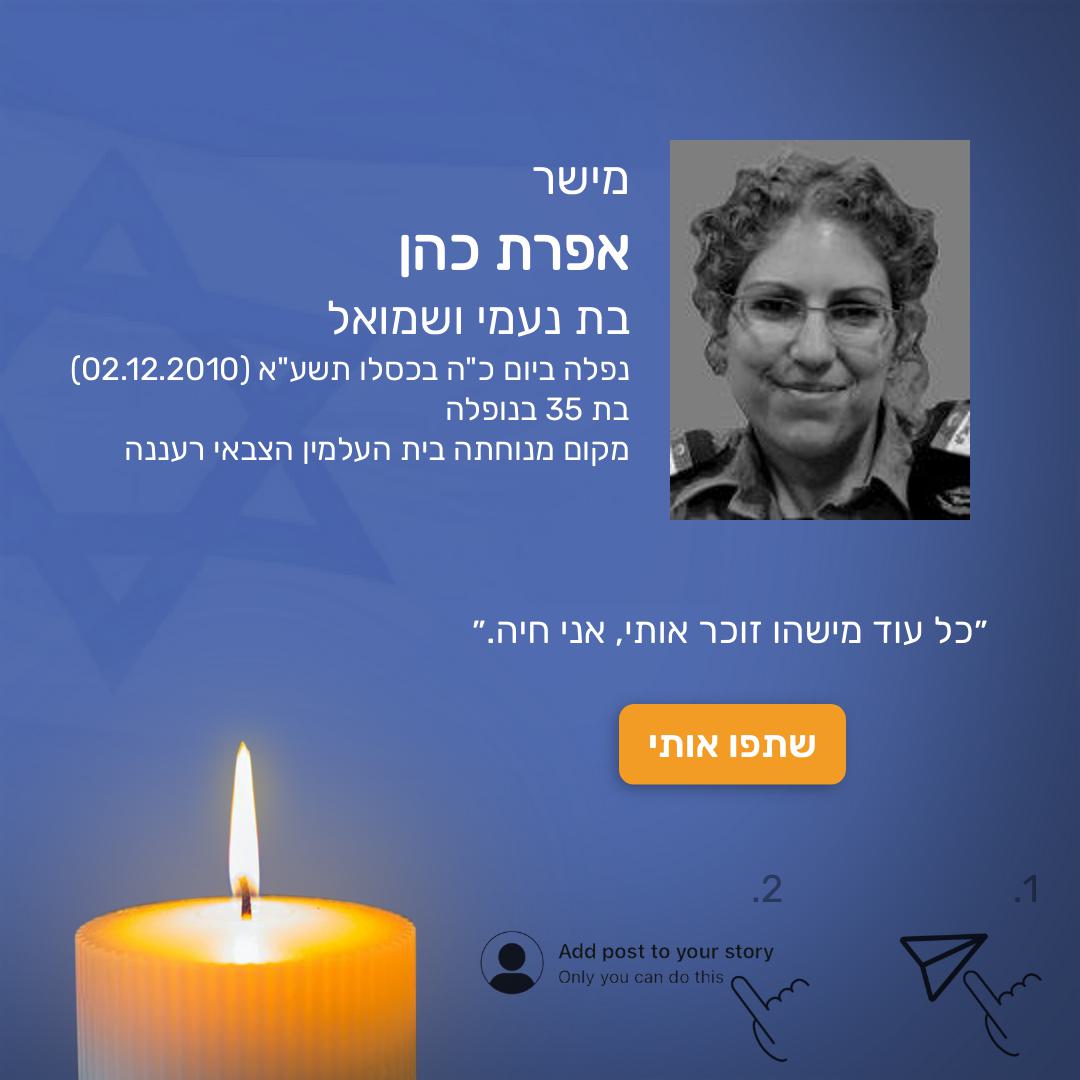 מישר
אפרת כהן
בת נעמי ושמואל
נפלה ביום כ"ה בכסלו תשע"א (02.12.2010)
בת 35 בנופלה
מקום מנוחתה בית העלמין הצבאי רעננה
״כל עוד מישהו זוכר אותי, אני חיה.״
שתפו אותי
1.
2.
Add post to your story
Only you can do this